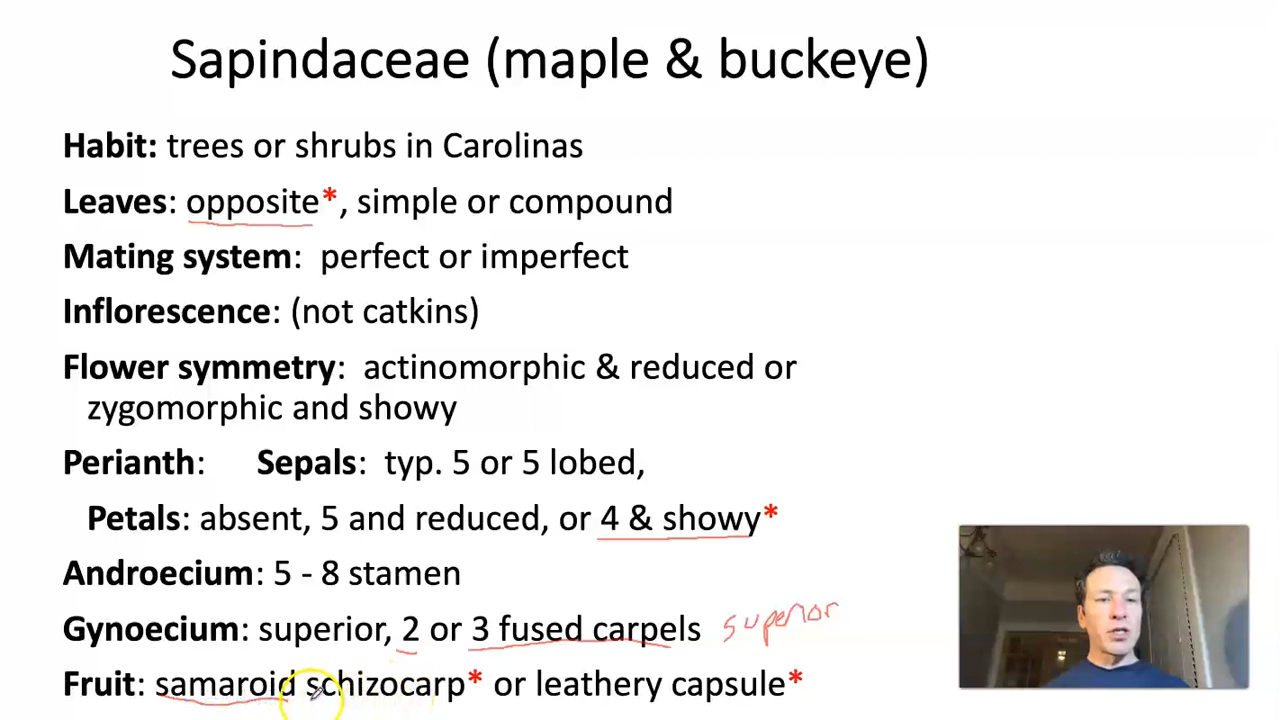 Sapindaceae (maple & buckeye)
Habit: trees or shrubs in Carolinas
Leaves: opposite*, simple or compound
Mating system: perfect or imperfect
Inflorescence: (not catkins)
Flower symmetry: actinomorphic & reduced or
zygomorphic and showy
Perianth: Sepals: typ. 5 or 5 lobed,
Petals: absent, 5 and reduced, or 4 & showy*
Androecium: 5 - 8 stamen
Gynoecium: superior, 2 or 3 fused carpels superior
Fruit: samaroid schizocarp* or leathery capsule*